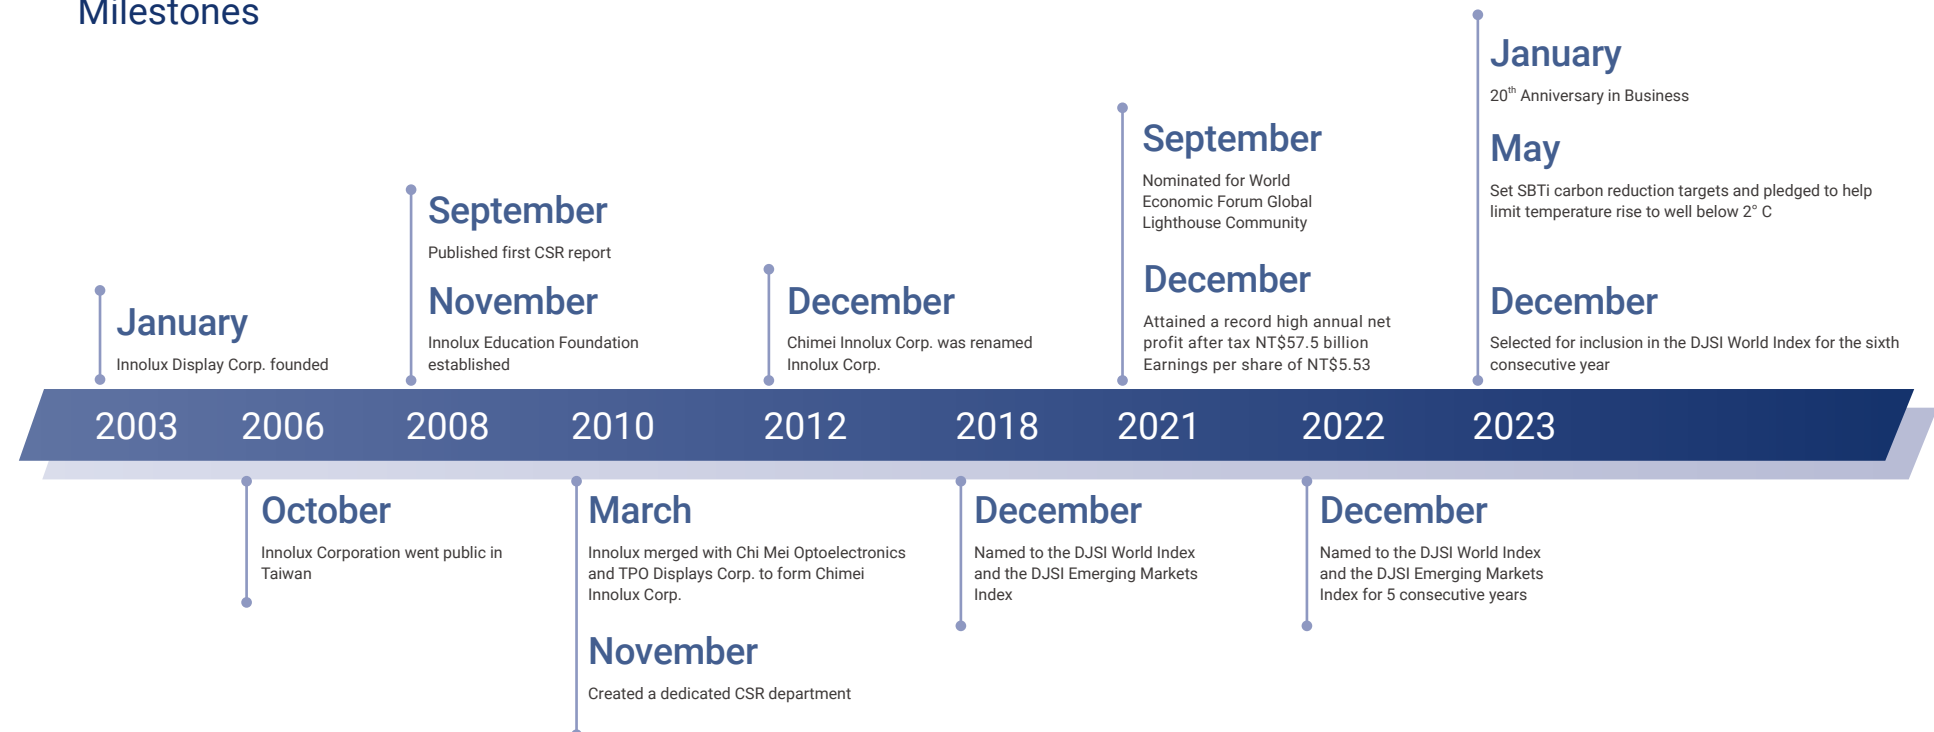 Milestones
January
Innolux Display Corp. founded
September
Published first CSR report
November
Innolux Education Foundation
established
December
Chimei Innolux Corp. was renamed
Innolux Corp.
September
Nominated for World
Economic Forum Global
Lighthouse Community
December
Attained a record high annual net
profit after tax NT$57.5 billion
Earnings per share of NT$5.53
January
20th Anniversary in Business
May
Set SBTi carbon reduction targets and pledged to help
limit temperature rise to well below 2° C
December
Selected for inclusion in the DJSI World Index for the sixth
consecutive year
2003 2006 2008 2010 2012 2018 2021 2022 2023
October
Innolux Corporation went public in
Taiwan
March
Innolux merged with Chi Mei Optoelectronics
and TPO Displays Corp. to form Chimei
Innolux Corp.
November
Created a dedicated CSR department
December
Named to the DJSI World Index
and the DJSI Emerging Markets
Index
December
Named to the DJSI World Index
and the DJSI Emerging Markets
Index for 5 consecutive years